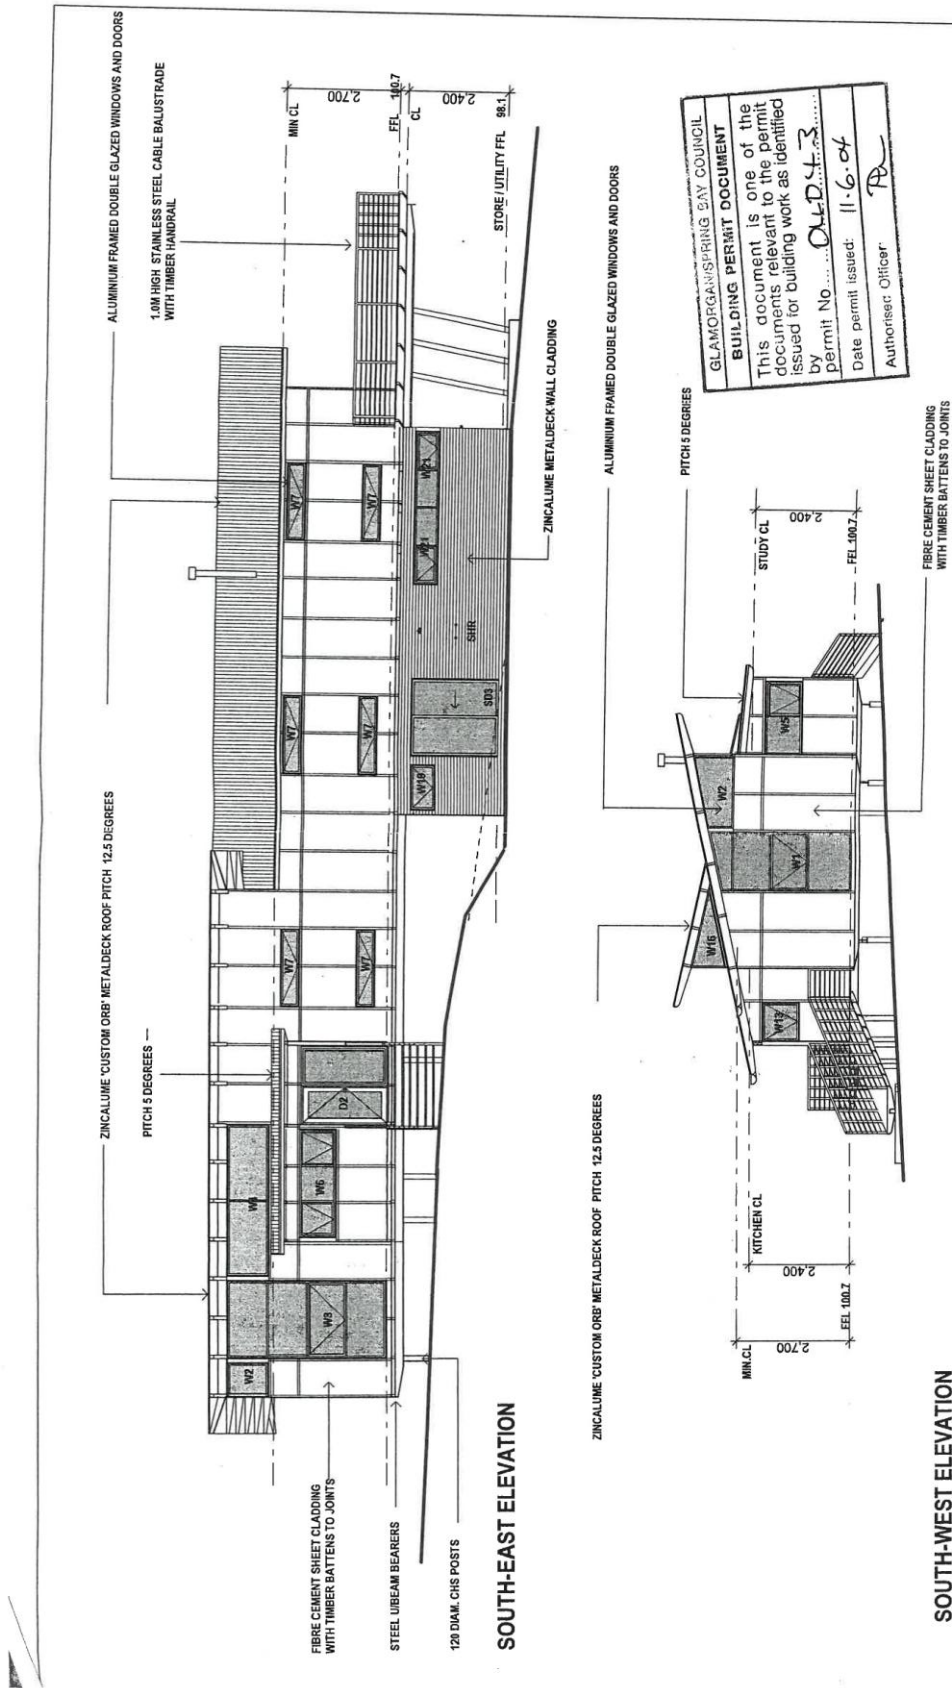 ZINCALUME 'CUSTOM ORB' METALDECK ROOF PITCH 12.5 DEGREES
PITCH 5 DEGREES
ALUMINIUM FRAMED DOUBLE GLAZED WINDOWS AND DOORS
1.0M HIGH STAINLESS STEEL CABLE BALUSTRADE
WITH TIMBER HANDRAIL
MIN CL
2,700
FFL 100.7
CL
2,400
STORE / UTILITY FFL 98.1
W2
W3
W6
D2
W7
W7
W7
W7
W7
W7
W19
SD3
SHR
W21
W21
FIBRE CEMENT SHEET CLADDING
WITH TIMBER BATTENS TO JOINTS
STEEL U/BEAM BEARERS
120 DIAM. CHS POSTS
ZINCALUME METALDECK WALL CLADDING
SOUTH-EAST ELEVATION
ZINCALUME 'CUSTOM ORB' METALDECK ROOF PITCH 12.5 DEGREES
ALUMINIUM FRAMED DOUBLE GLAZED WINDOWS AND DOORS
PITCH 5 DEGREES
MIN.CL
KITCHEN CL
2,700
2,400
FFL 100.7
W13
W16
W1
W2
W5
STUDY CL
2,400
FFL 100.7
FIBRE CEMENT SHEET CLADDING
WITH TIMBER BATTENS TO JOINTS
SOUTH-WEST ELEVATION
GLAMORGAN/SPRING BAY COUNCIL
BUILDING PERMIT DOCUMENT
This document is one of the
documents relevant to the permit
issued for building work as identified
by
permit No....
Date permit issued: 11-6-04
Authorised Officer: